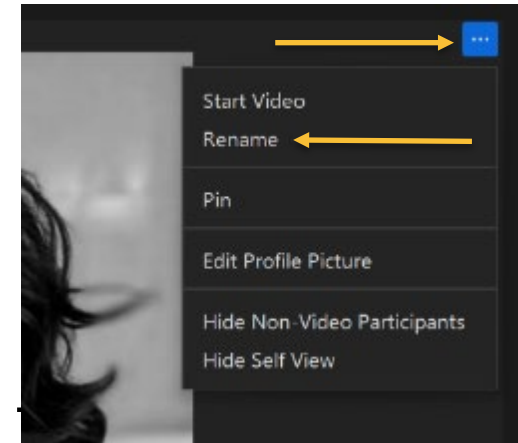 Start Video
Rename
Pin
Edit Profile Picture
Hide Non-Video Participants
Hide Self View